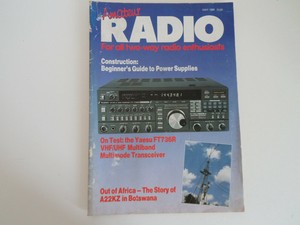 Amateur
RADIO
For all two-way radio enthusiasts
Construction:
Beginner's Guide to Power Supplies
On Test: the Yaesu FT736R
VHF/UHF Multiband
Multimode Transceiver
Out of Africa – The Story of
A22KZ in Botswana